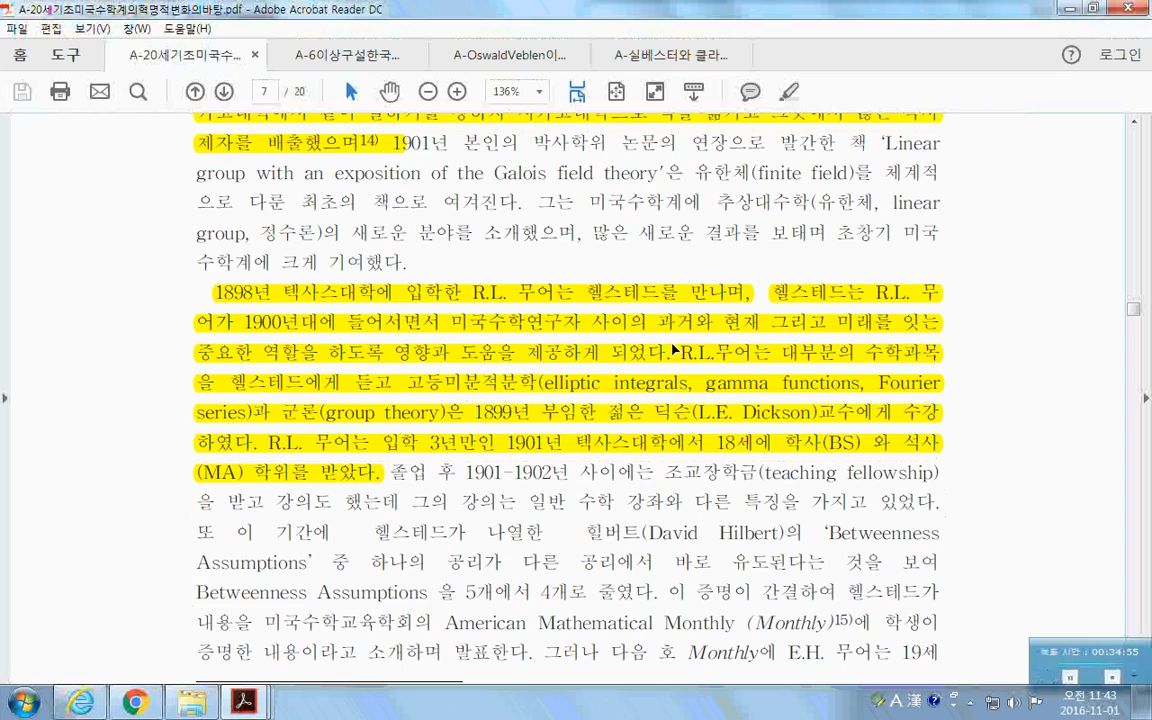 A-20세기초미국수학계의혁명적변화의바탕.pdf - Adobe Acrobat Reader DC
파일 편집 보기(V) 창(W) 도움말(H)
홈 도구 A-20세기초미국수... × A-6이상구설한국... A-OswaldVeblen이... A-실베스터와 클라... 로그인
7 / 20 136%
제자를 배출했으며14) 1901년 본인의 박사학위 논문의 연장으로 발간한 책 ‘Linear
group with an exposition of the Galois field theory’은 유한체(finite field)를 체계적
으로 다룬 최초의 책으로 여겨진다. 그는 미국수학계에 추상대수학(유한체, linear
group, 정수론)의 새로운 분야를 소개했으며, 많은 새로운 결과를 보태며 초창기 미국
수학계에 크게 기여했다.
1898년 텍사스대학에 입학한 R.L. 무어는 헬스테드를 만나며, 헬스테드는 R.L. 무
어가 1900년대에 들어서면서 미국수학연구자 사이의 과거와 현재 그리고 미래를 잇는
중요한 역할을 하도록 영향과 도움을 제공하게 되었다. R.L.무어는 대부분의 수학과목
을 헬스테드에게 듣고 고등미분적분학(elliptic integrals, gamma functions, Fourier
series)과 군론(group theory)은 1899년 부임한 젊은 딕슨(L.E. Dickson)교수에게 수강
하였다. R.L. 무어는 입학 3년만인 1901년 텍사스대학에서 18세에 학사(BS) 와 석사
(MA) 학위를 받았다. 졸업 후 1901-1902년 사이에는 조교장학금(teaching fellowship)
을 받고 강의도 했는데 그의 강의는 일반 수학 강좌와 다른 특징을 가지고 있었다.
또 이 기간에 헬스테드가 나열한 힐버트(David Hilbert)의 ‘Betweenness
Assumptions’ 중 하나의 공리가 다른 공리에서 바로 유도된다는 것을 보여
Betweenness Assumptions 을 5개에서 4개로 줄였다. 이 증명이 간결하여 헬스테드가
내용을 미국수학교육학회의 American Mathematical Monthly (Monthly)15)에 학생이
증명한 내용이라고 소개하며 발표한다. 그러나 다음 호 Monthly에 E.H. 무어는 19세
녹화 시간 : 00:34:55
A 漢
오전 11:43
2016-11-01